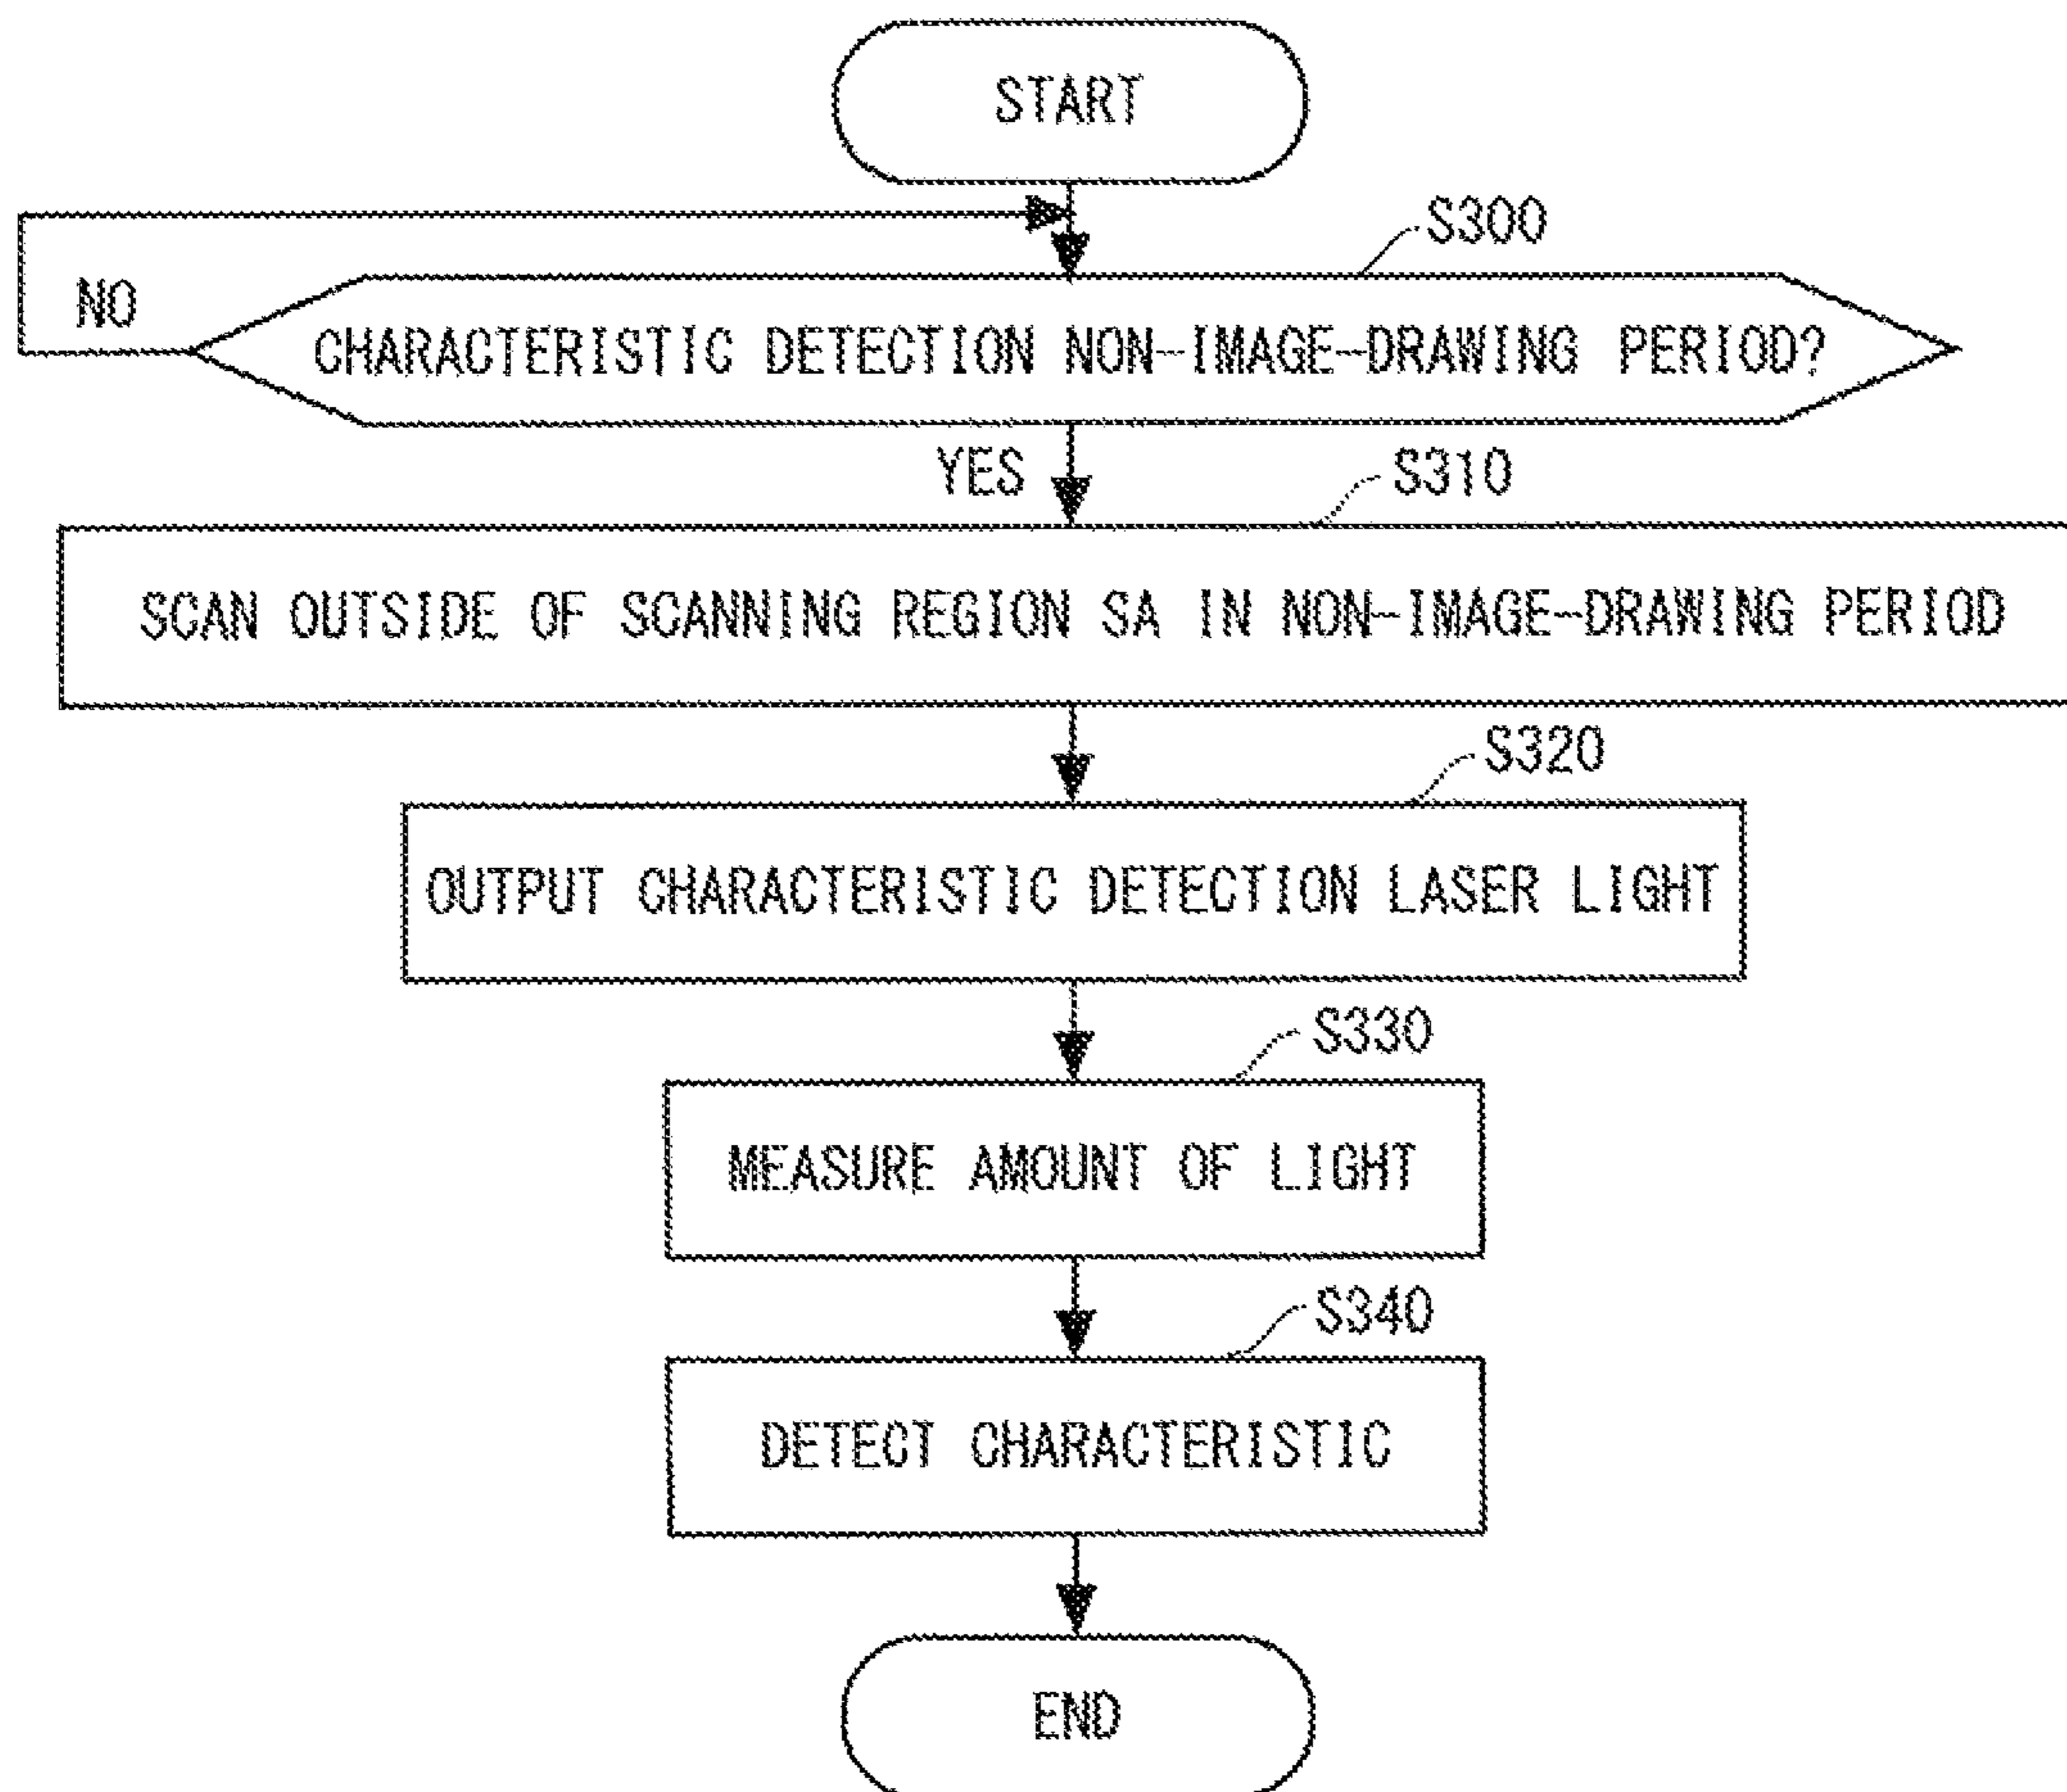 START
S300
NO
CHARACTERISTIC DETECTION NON-IMAGE-DRAWING PERIOD?
YES
S310
SCAN OUTSIDE OF SCANNING REGION SA IN NON-IMAGE-DRAWING PERIOD
S320
OUTPUT CHARACTERISTIC DETECTION LASER LIGHT
S330
MEASURE AMOUNT OF LIGHT
S340
DETECT CHARACTERISTIC
END